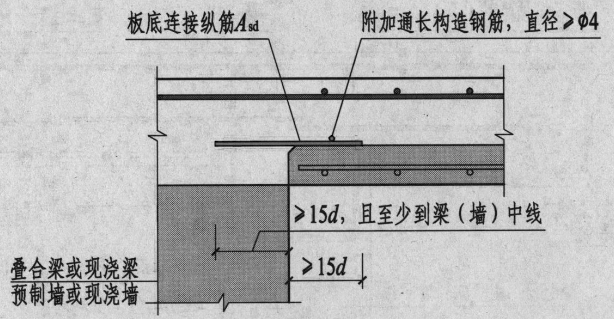 板底连接纵筋Asd
附加通长构造钢筋，直径≥Φ4
≥15d，且至少到梁（墙）中线
≥15d
叠合梁或现浇梁
预制墙或现浇墙